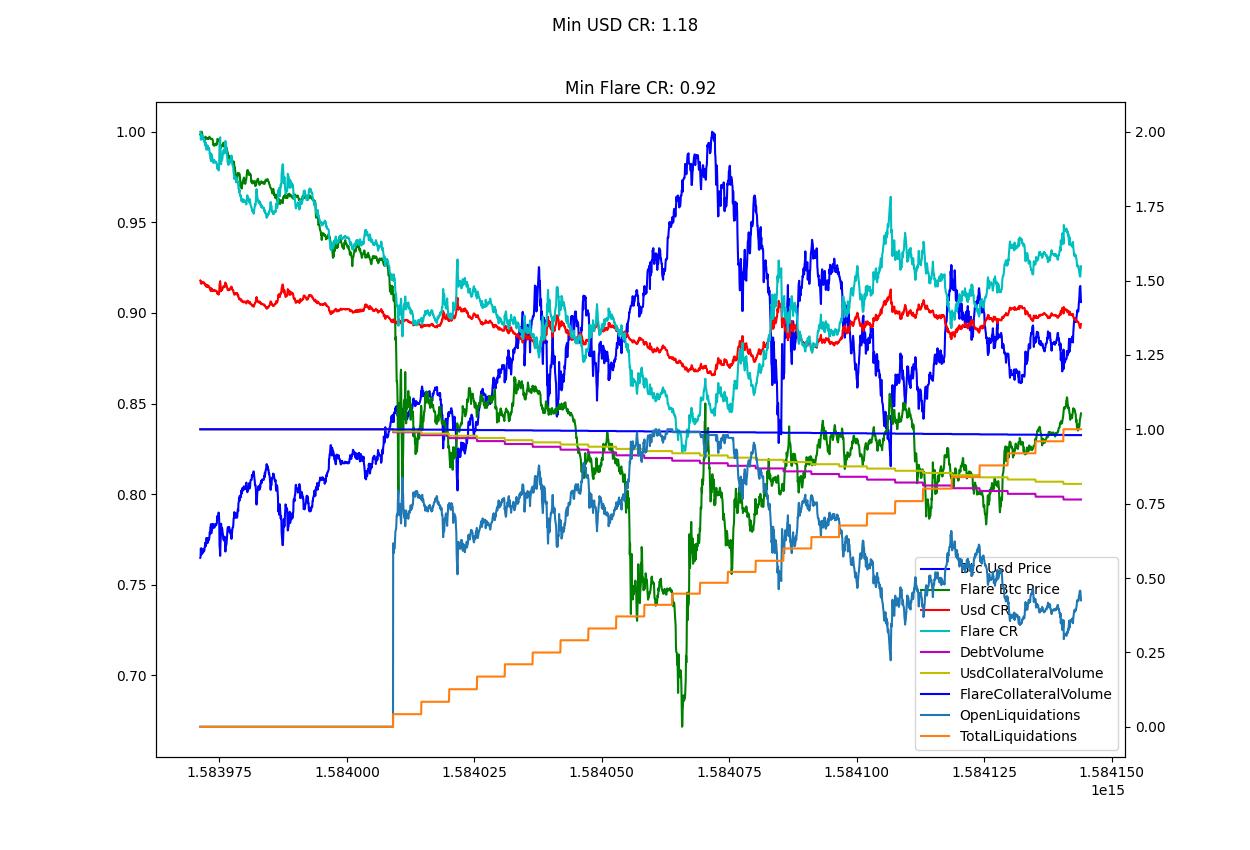 Min USD CR: 1.18
Min Flare CR: 0.92
1.00
0.95
0.90
0.85
0.80
0.75
0.70
2.00
1.75
1.50
1.25
1.00
0.75
0.50
0.25
0.00
Btc Usd Price
Flare Btc Price
Usd CR
Flare CR
DebtVolume
UsdCollateralVolume
FlareCollateralVolume
OpenLiquidations
TotalLiquidations
1.583975 1.584000 1.584025 1.584050 1.584075 1.584100 1.584125 1.584150
1e15